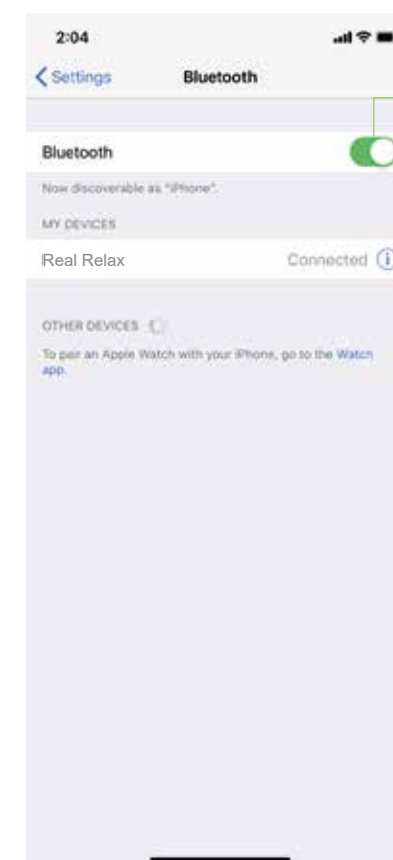 2:04
Settings
Bluetooth
Bluetooth
Now discoverable as "iPhone".
MY DEVICES
Real Relax
Connected
OTHER DEVICES
To pair an Apple Watch with your iPhone, go to the Watch
app.